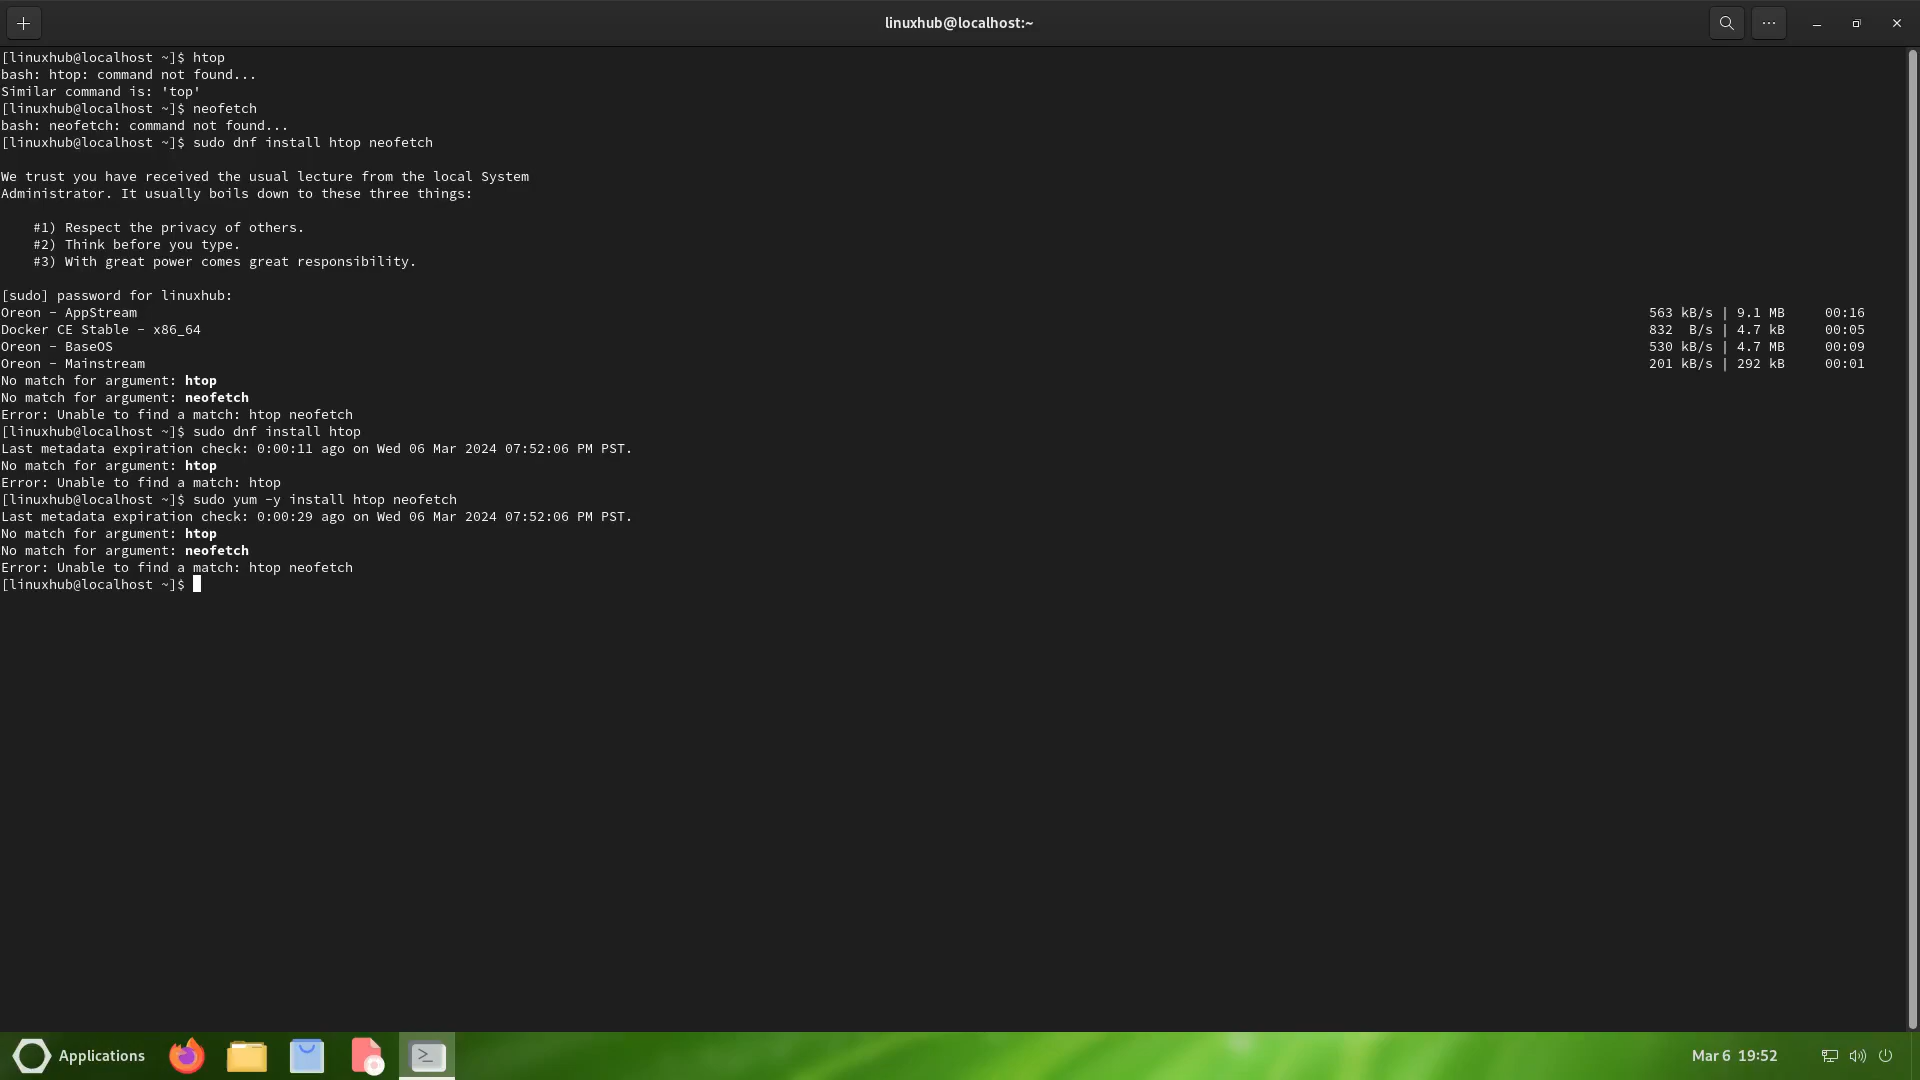 linuxhub@localhost:~
[linuxhub@localhost ~]$ htop
bash: htop: command not found...
Similar command is: 'top'
[linuxhub@localhost ~]$ neofetch
bash: neofetch: command not found...
[linuxhub@localhost ~]$ sudo dnf install htop neofetch
We trust you have received the usual lecture from the local System
Administrator. It usually boils down to these three things:
#1) Respect the privacy of others.
#2) Think before you type.
#3) With great power comes great responsibility.
[sudo] password for linuxhub:
Oreon - AppStream 563 kB/s | 9.1 MB 00:16
Docker CE Stable - x86_64 832 B/s | 4.7 kB 00:05
Oreon - BaseOS 530 kB/s | 4.7 MB 00:09
Oreon - Mainstream 201 kB/s | 292 kB 00:01
No match for argument: htop
No match for argument: neofetch
Error: Unable to find a match: htop neofetch
[linuxhub@localhost ~]$ sudo dnf install htop
Last metadata expiration check: 0:00:11 ago on Wed 06 Mar 2024 07:52:06 PM PST.
No match for argument: htop
Error: Unable to find a match: htop
[linuxhub@localhost ~]$ sudo yum -y install htop neofetch
Last metadata expiration check: 0:00:29 ago on Wed 06 Mar 2024 07:52:06 PM PST.
No match for argument: htop
No match for argument: neofetch
Error: Unable to find a match: htop neofetch
[linuxhub@localhost ~]$
Applications
Mar 6 19:52